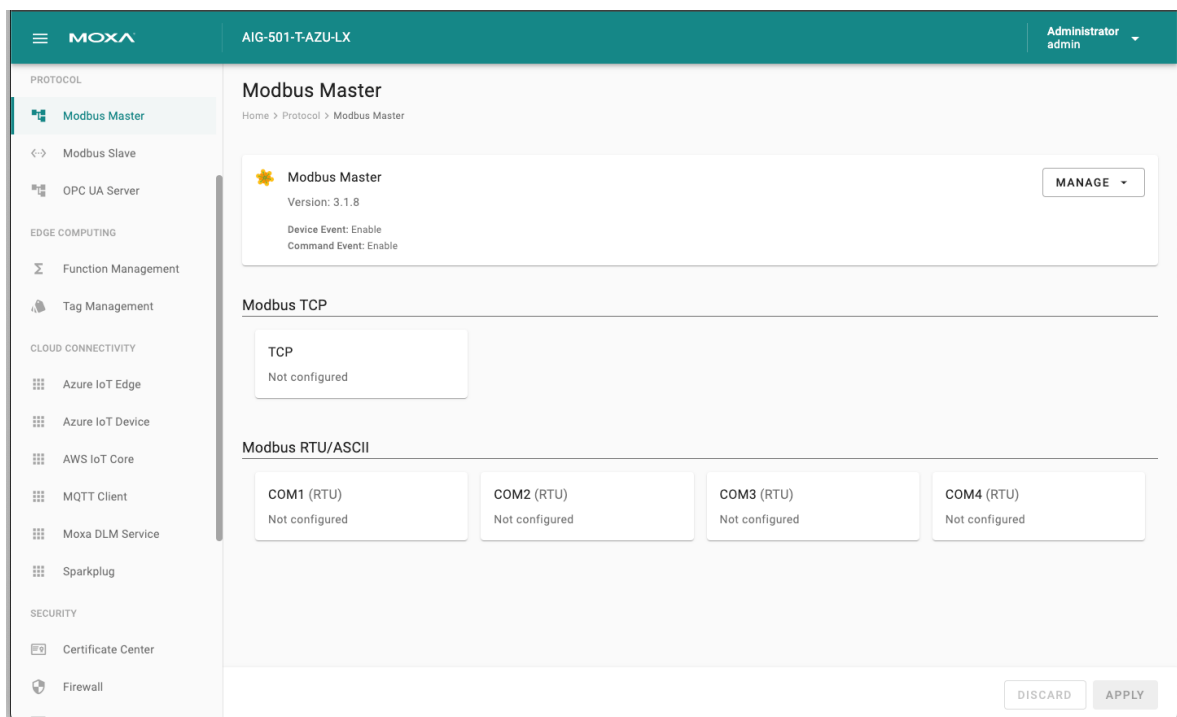 MOXA
AIG-501-T-AZU-LX
Administrator
admin
PROTOCOL
Modbus Master
Modbus Slave
OPC UA Server
EDGE COMPUTING
Function Management
Tag Management
CLOUD CONNECTIVITY
Azure IoT Edge
Azure IoT Device
AWS IoT Core
MQTT Client
Moxa DLM Service
Sparkplug
SECURITY
Certificate Center
Firewall
Modbus Master
Home > Protocol > Modbus Master
Modbus Master
Version: 3.1.8
Device Event: Enable
Command Event: Enable
MANAGE
Modbus TCP
TCP
Not configured
Modbus RTU/ASCII
COM1 (RTU)
Not configured
COM2 (RTU)
Not configured
COM3 (RTU)
Not configured
COM4 (RTU)
Not configured
DISCARD
APPLY